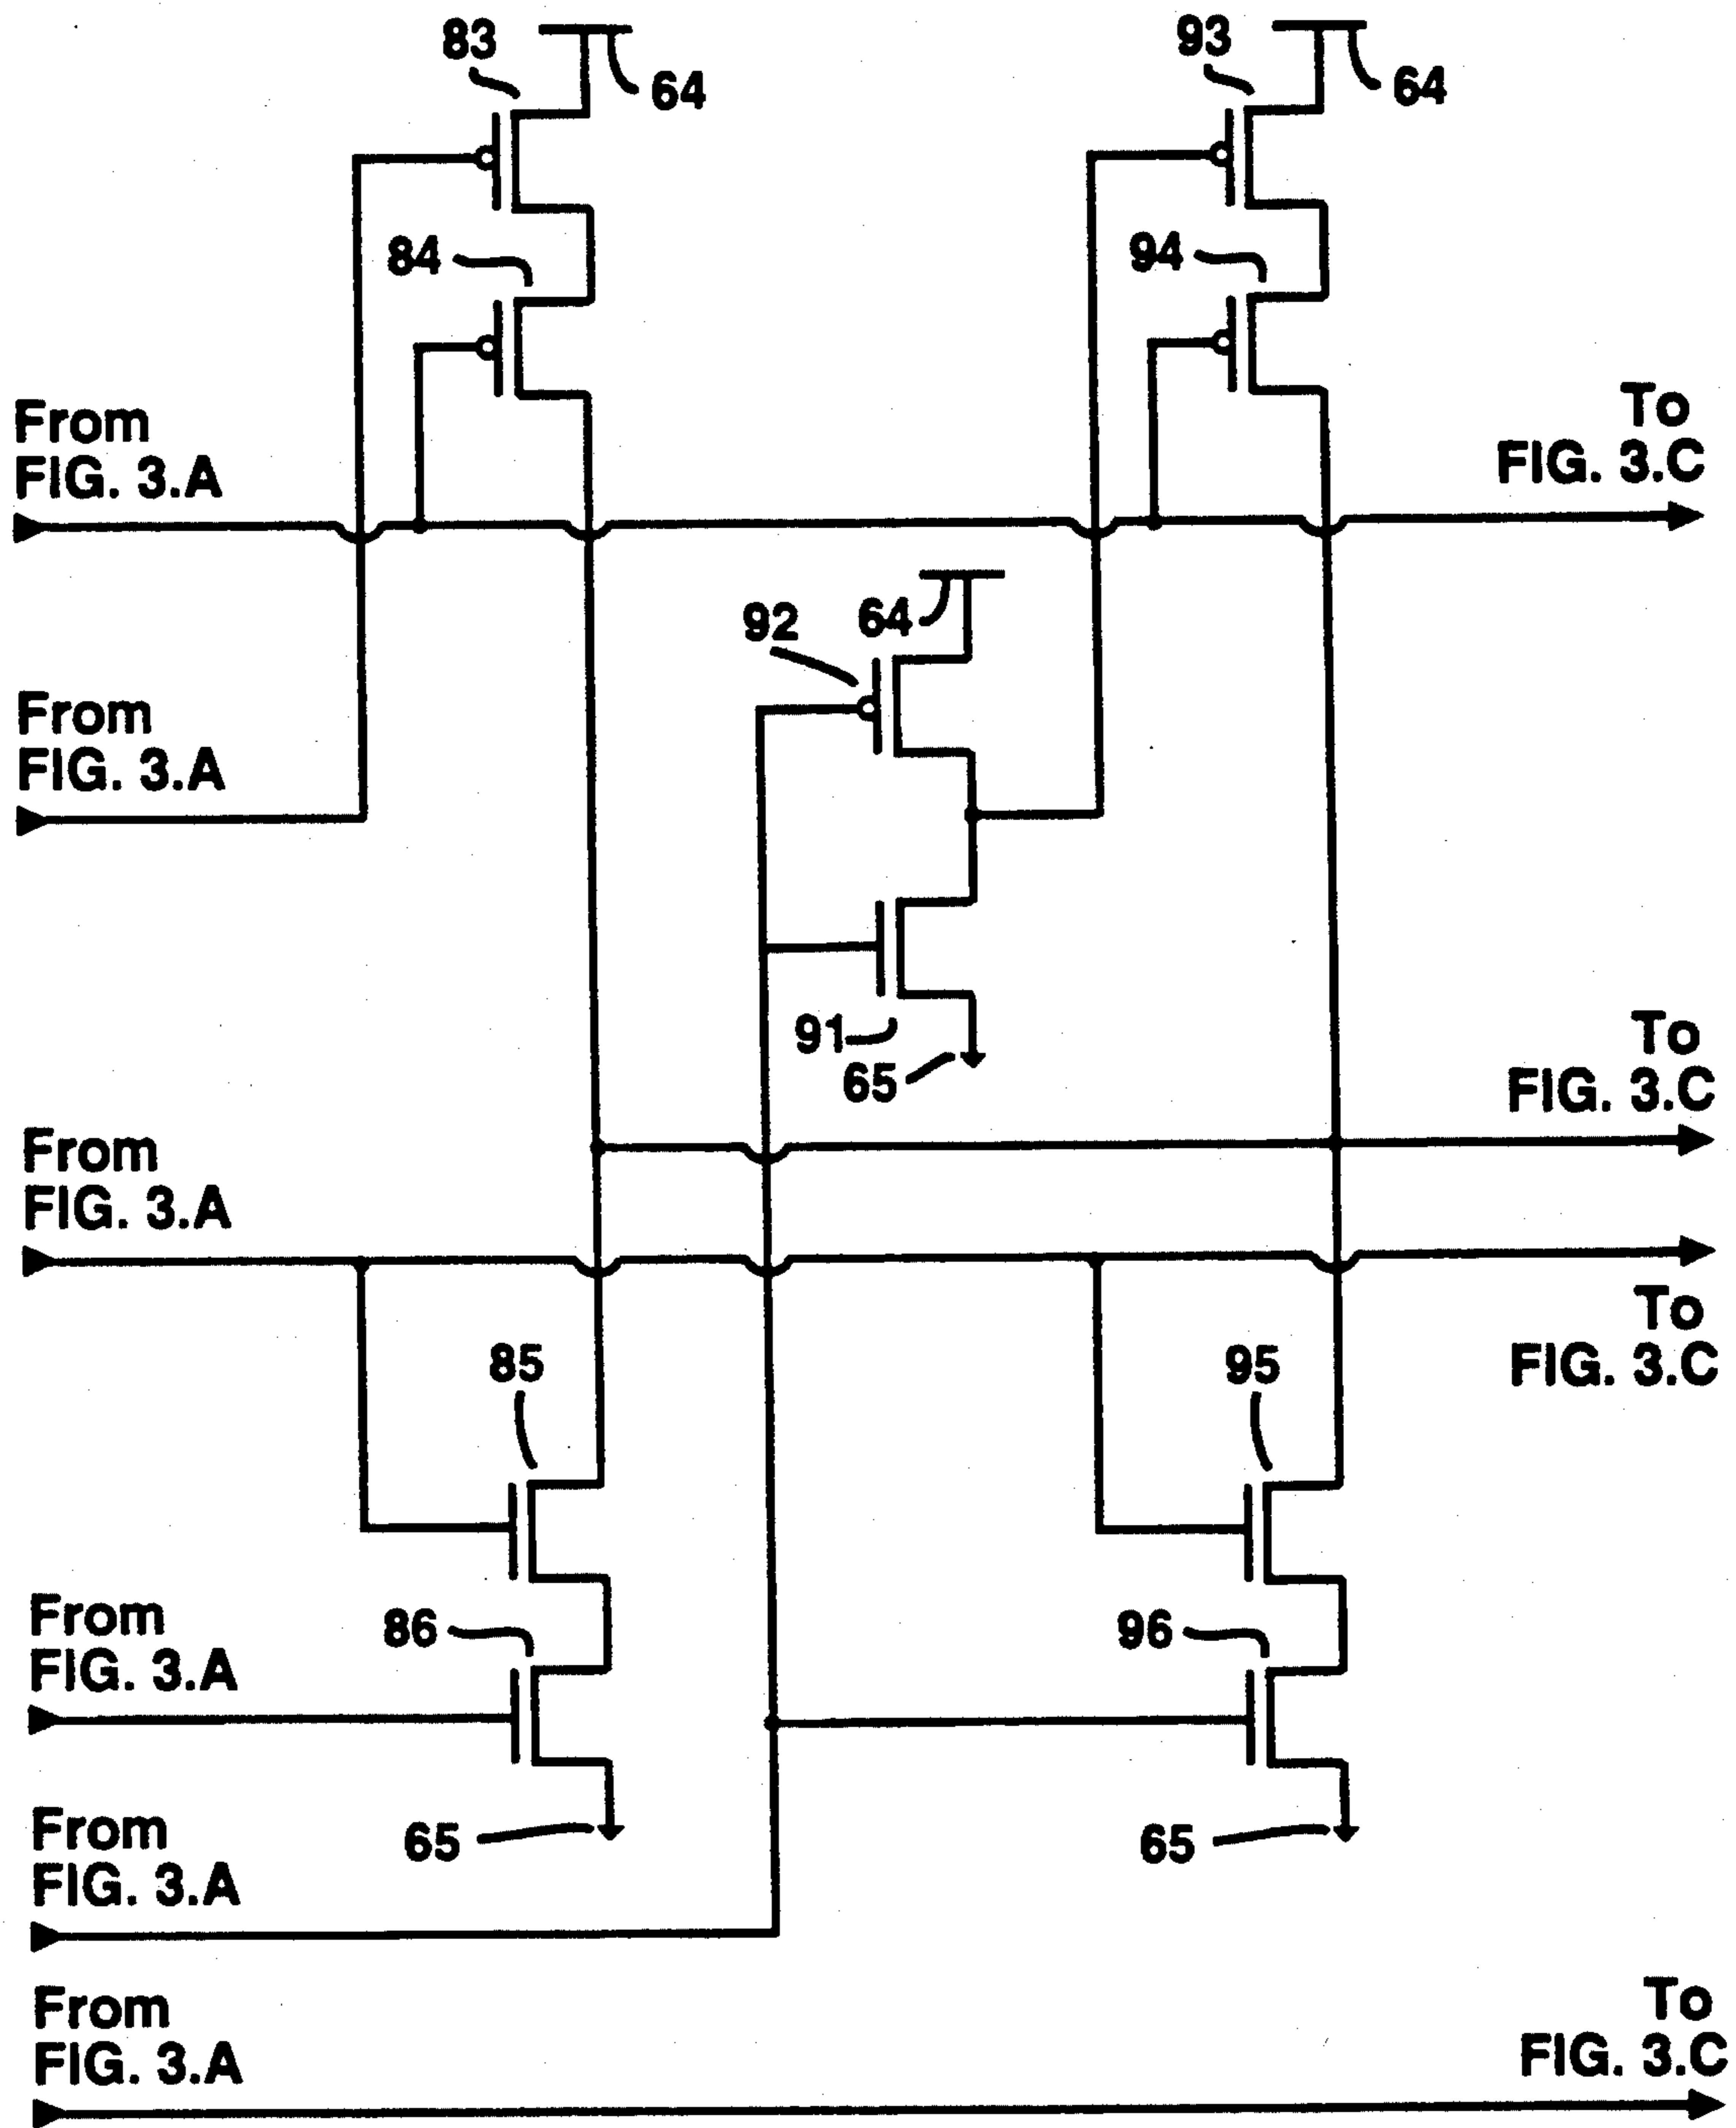 83
64
93
64
84
94
From
FIG. 3.A
To
FIG. 3.C
92
64
From
FIG. 3.A
91
65
To
FIG. 3.C
From
FIG. 3.A
To
FIG. 3.C
85
95
From
FIG. 3.A
86
96
From
FIG. 3.A
65
65
From
FIG. 3.A
To
FIG. 3.C